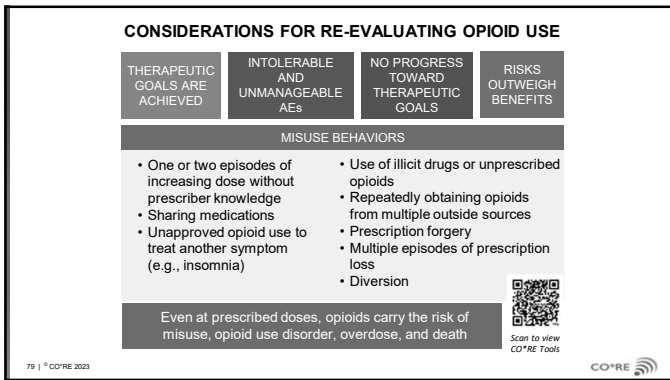 CONSIDERATIONS FOR RE-EVALUATING OPIOID USE
THERAPEUTIC
GOALS ARE
ACHIEVED
INTOLERABLE
AND
UNMANAGEABLE
AEs
NO PROGRESS
TOWARD
THERAPEUTIC
GOALS
RISKS
OUTWEIGH
BENEFITS
MISUSE BEHAVIORS
• One or two episodes of
increasing dose without
prescriber knowledge
• Sharing medications
• Unapproved opioid use to
treat another symptom
(e.g., insomnia)
• Use of illicit drugs or unprescribed
opioids
• Repeatedly obtaining opioids
from multiple outside sources
• Prescription forgery
• Multiple episodes of prescription
loss
• Diversion
Even at prescribed doses, opioids carry the risk of
misuse, opioid use disorder, overdose, and death
Scan to view
CO*RE Tools
79 | © CO*RE 2023
CO*RE